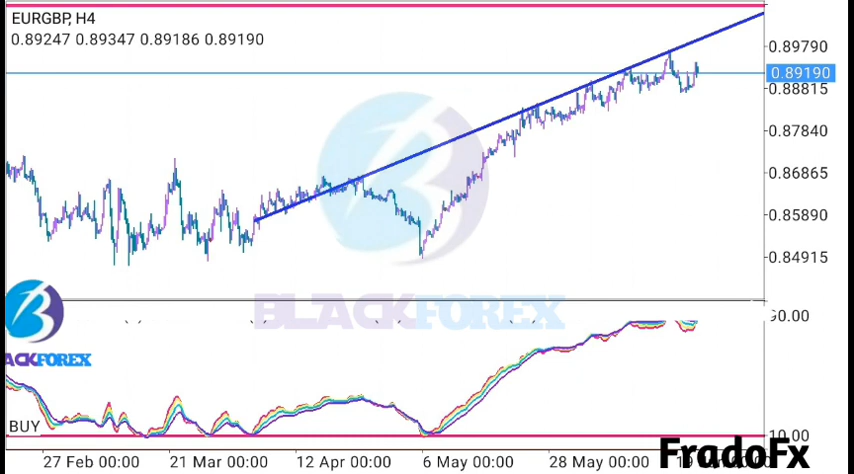 EURGBP, H4
0.89247 0.89347 0.89186 0.89190
0.89790
0.89190
0.88815
0.87840
0.86865
0.85890
0.84915
BLACKFOREX
90.00
ACKFOREX
BUY
10.00
FradoFx
27 Feb 00:00
21 Mar 00:00
12 Apr 00:00
6 May 00:00
28 May 00:00